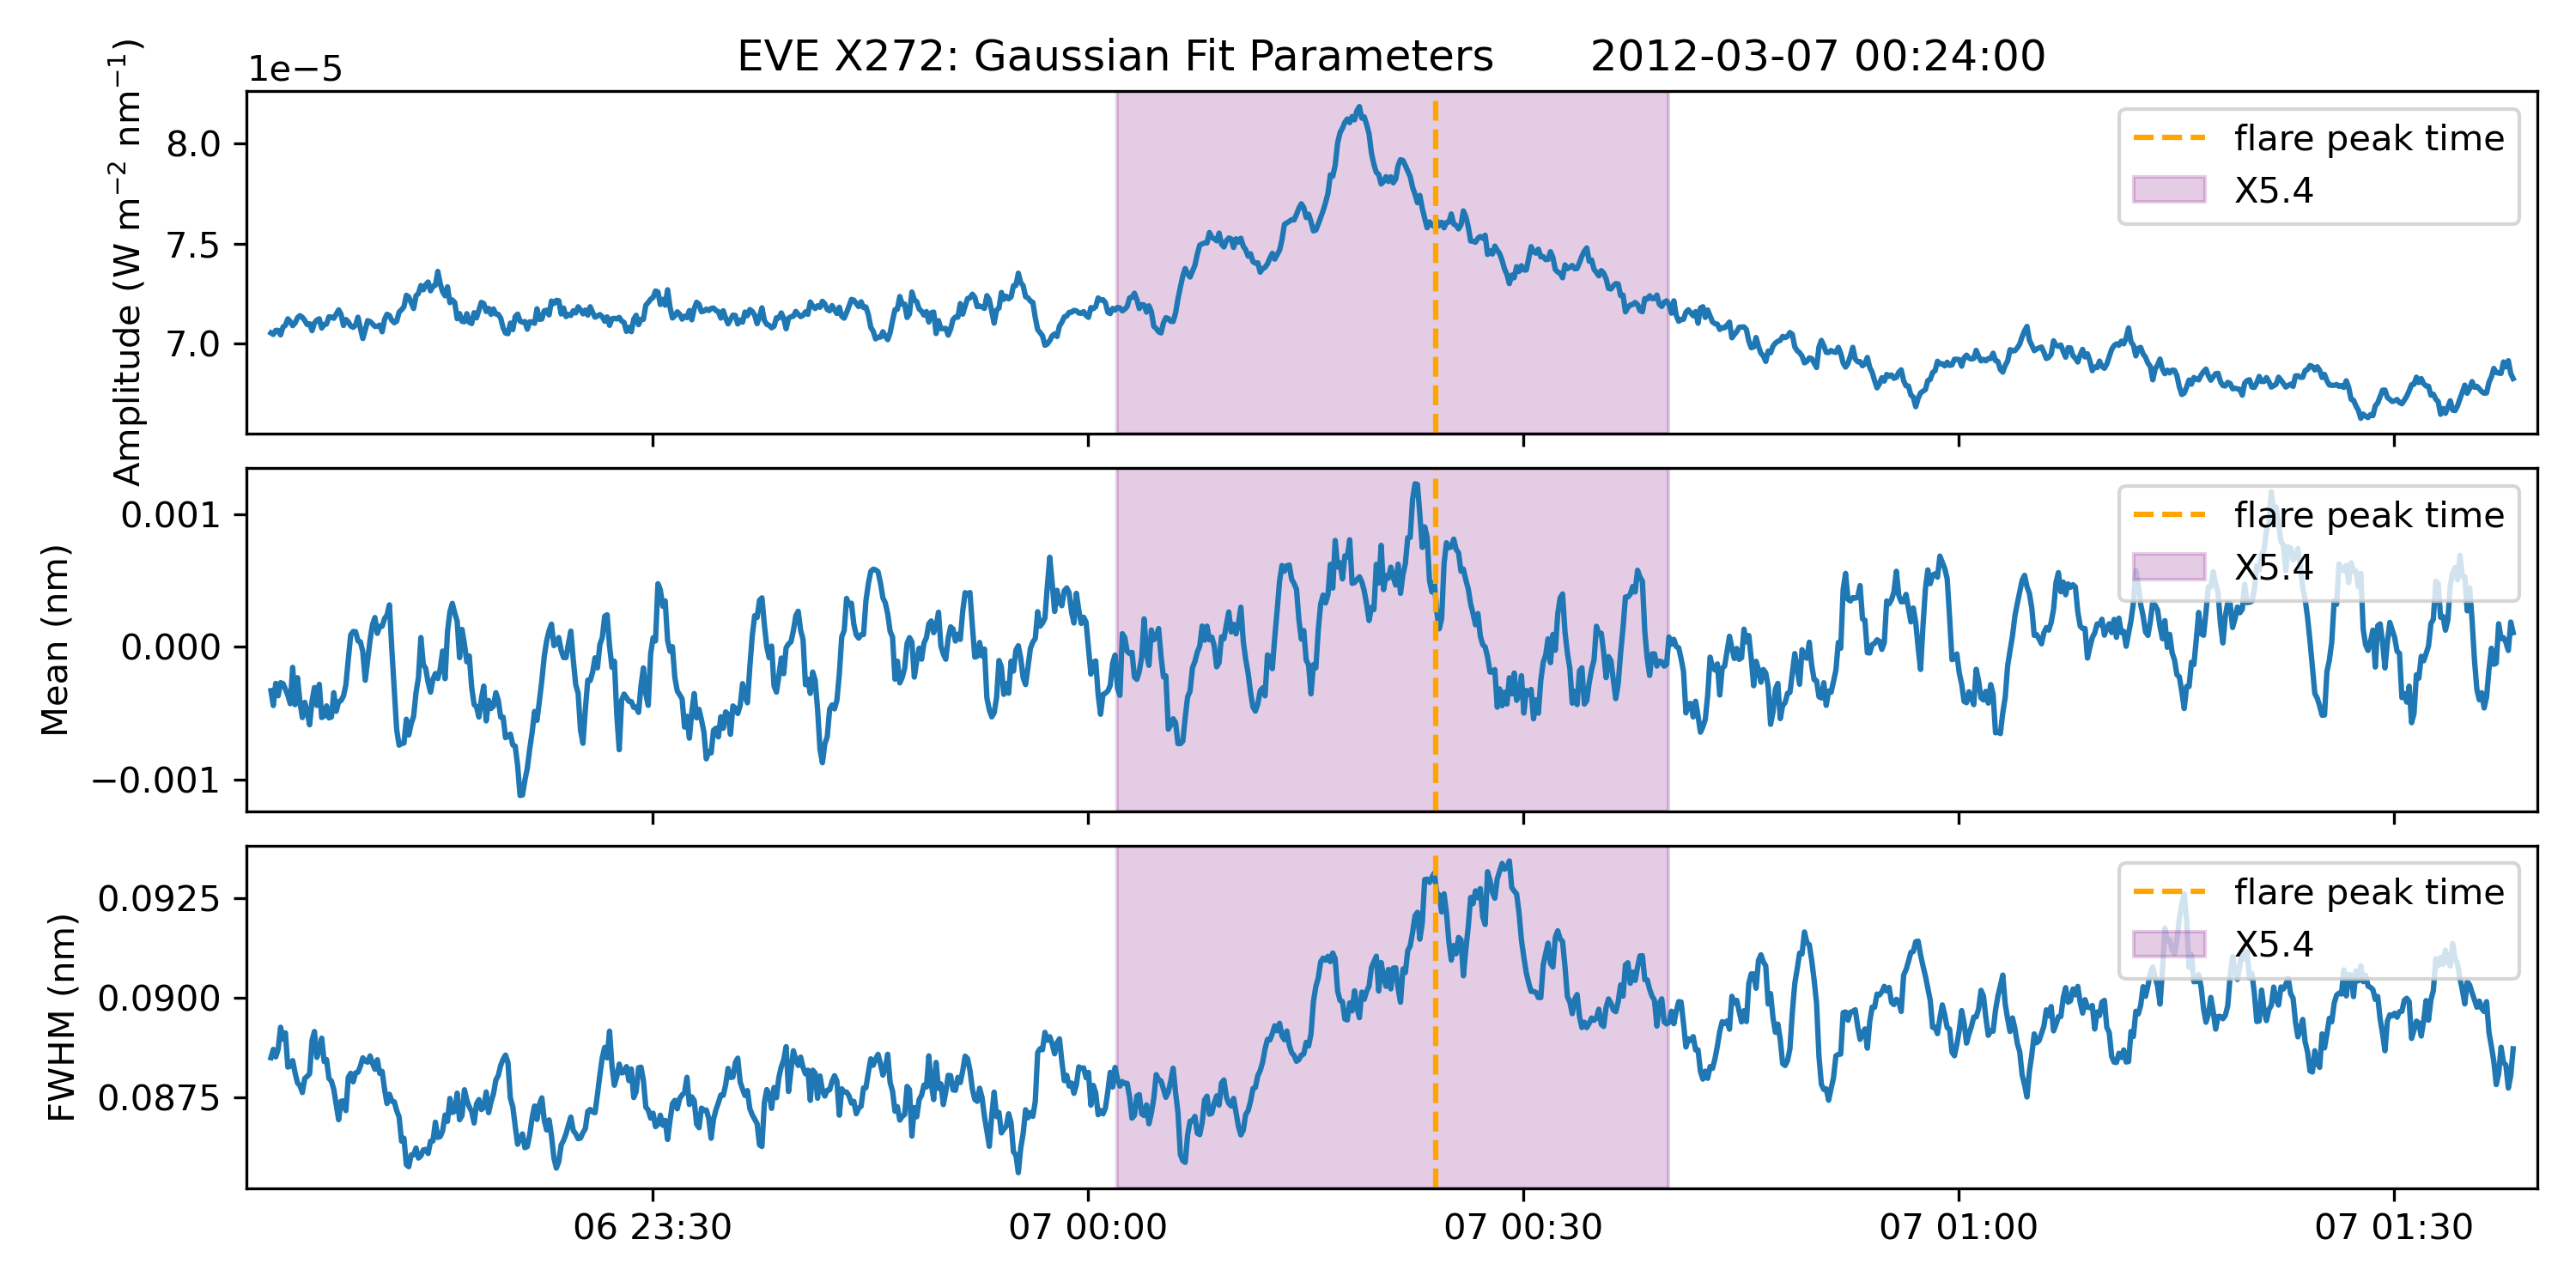 EVE X272: Gaussian Fit Parameters 2012-03-07 00:24:00
1e−5
Amplitude (W m⁻² nm⁻¹)
8.0
7.5
7.0
flare peak time
X5.4
Mean (nm)
0.001
0.000
−0.001
flare peak time
X5.4
FWHM (nm)
0.0925
0.0900
0.0875
flare peak time
X5.4
06 23:30
07 00:00
07 00:30
07 01:00
07 01:30